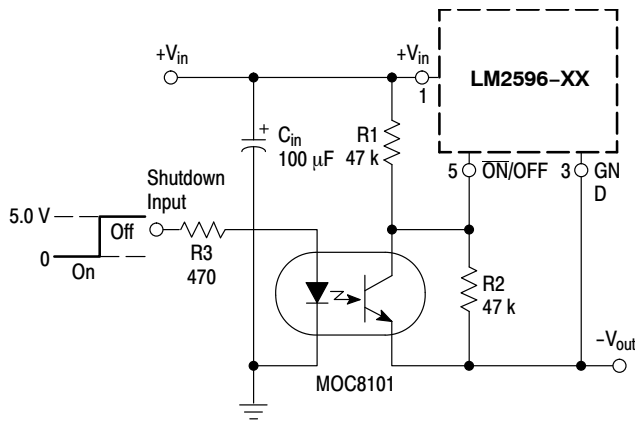 +Vin
+Vin
1
LM2596–XX
+
Cin
100 µF
R1
47 k
5
ON/OFF
3
GN
D
Shutdown
Input
5.0 V
Off
0
On
R3
470
R2
47 k
–Vout
MOC8101